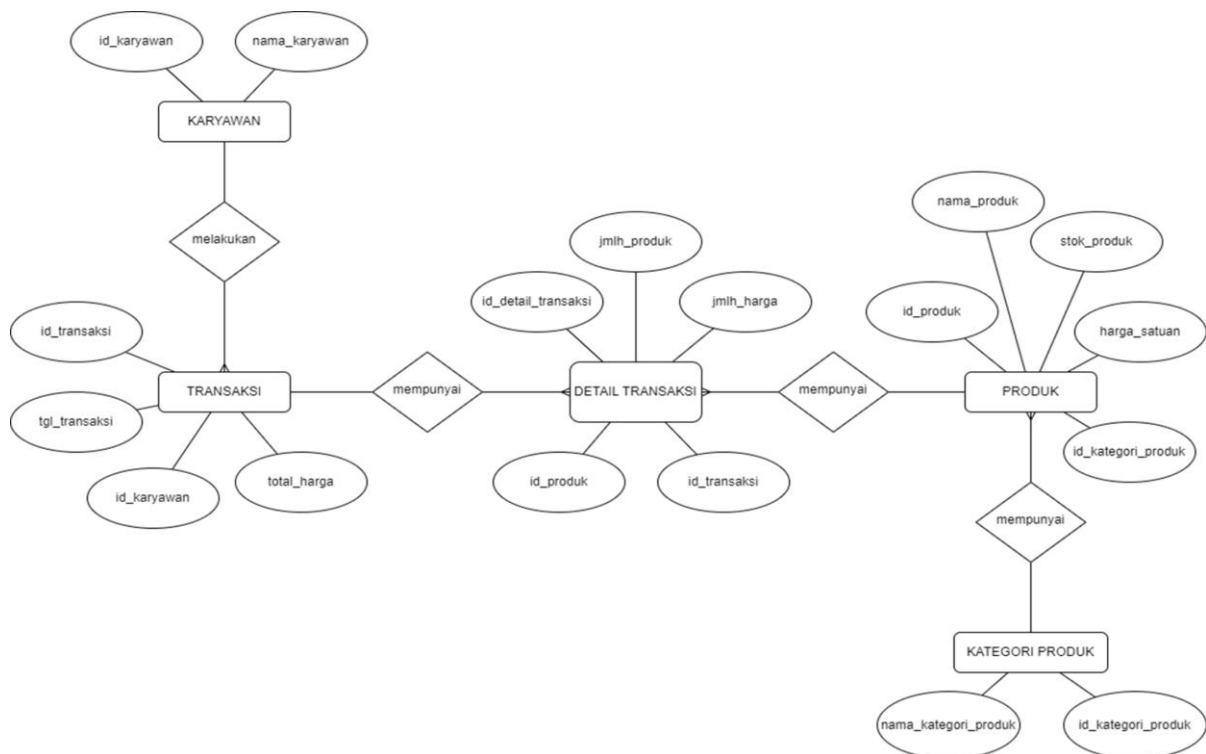 id_karyawan
nama_karyawan
KARYAWAN
melakukan
id_transaksi
tgl_transaksi
TRANSAKSI
id_karyawan
total_harga
mempunyai
jmlh_produk
id_detail_transaksi
jmlh_harga
DETAIL TRANSAKSI
id_produk
id_transaksi
mempunyai
nama_produk
stok_produk
id_produk
harga_satuan
PRODUK
id_kategori_produk
mempunyai
KATEGORI PRODUK
nama_kategori_produk
id_kategori_produk